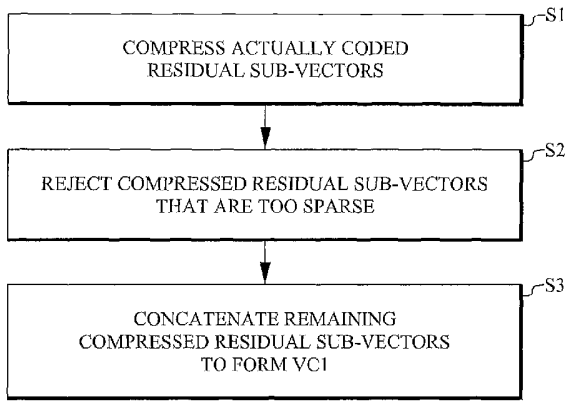 S1
COMPRESS ACTUALLY CODED
RESIDUAL SUB-VECTORS
S2
REJECT COMPRESSED RESIDUAL SUB-VECTORS
THAT ARE TOO SPARSE
S3
CONCATENATE REMAINING
COMPRESSED RESIDUAL SUB-VECTORS
TO FORM VC1